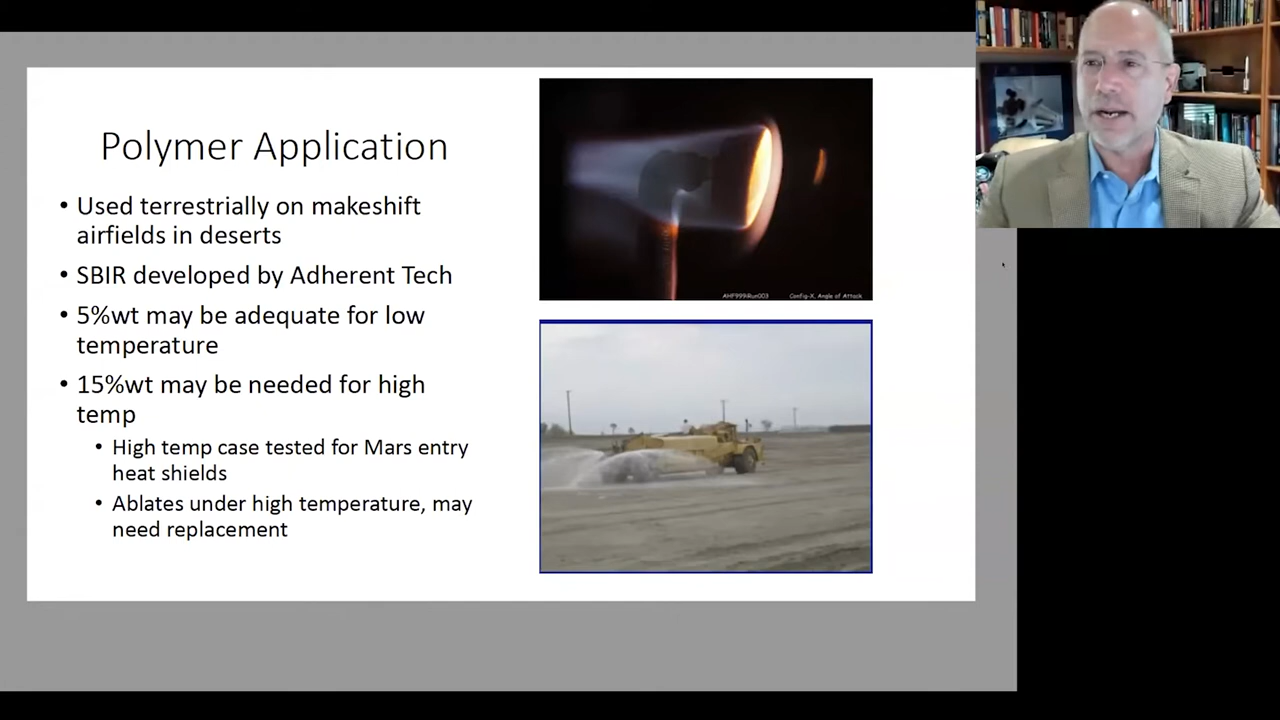 Polymer Application
• Used terrestrially on makeshift
airfields in deserts
• SBIR developed by Adherent Tech
• 5%wt may be adequate for low
temperature
• 15%wt may be needed for high
temp
• High temp case tested for Mars entry
heat shields
• Ablates under high temperature, may
need replacement
AHF999:Run003 Config-X, Angle of Attack